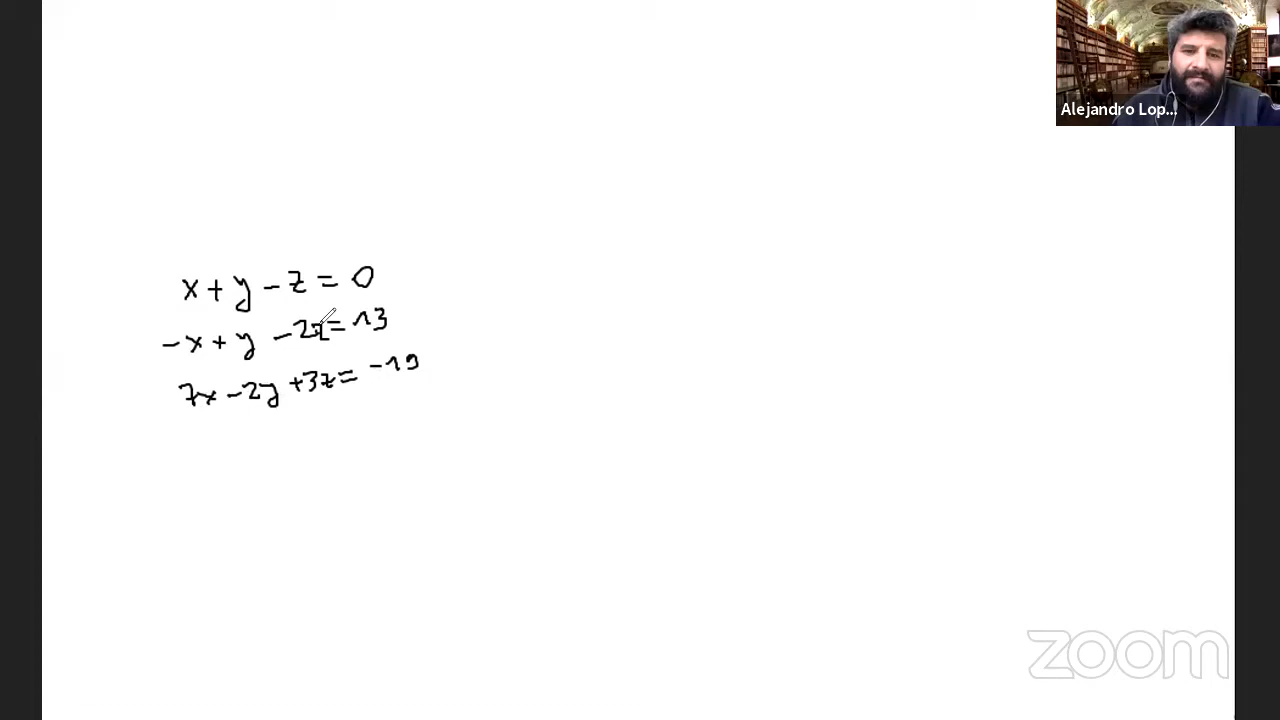 Alejandro Lop...
x + y - z = 0
-x + y - 2z = 13
7x - 2y + 3z = -19
zoom